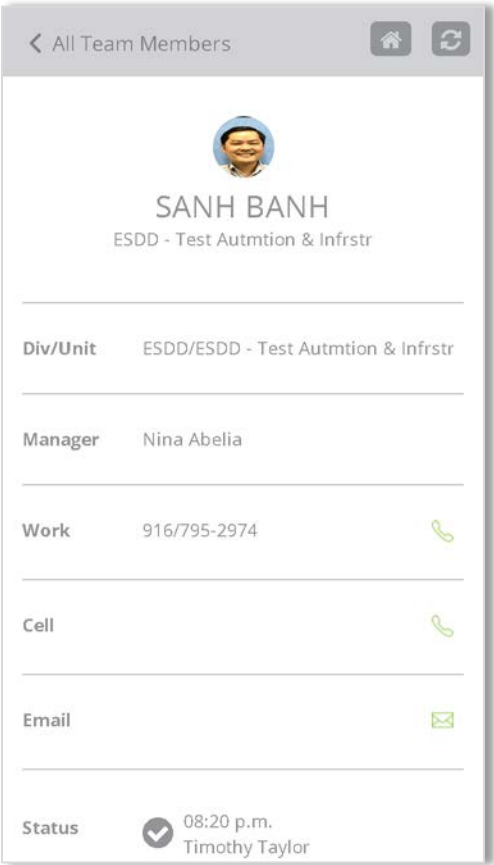 All Team Members
SANH BANH
ESDD - Test Autmtion & Infrstr
Div/Unit ESDD/ESDD - Test Autmtion & Infrstr
Manager Nina Abelia
Work 916/795-2974
Cell
Email
Status 08:20 p.m.
Timothy Taylor